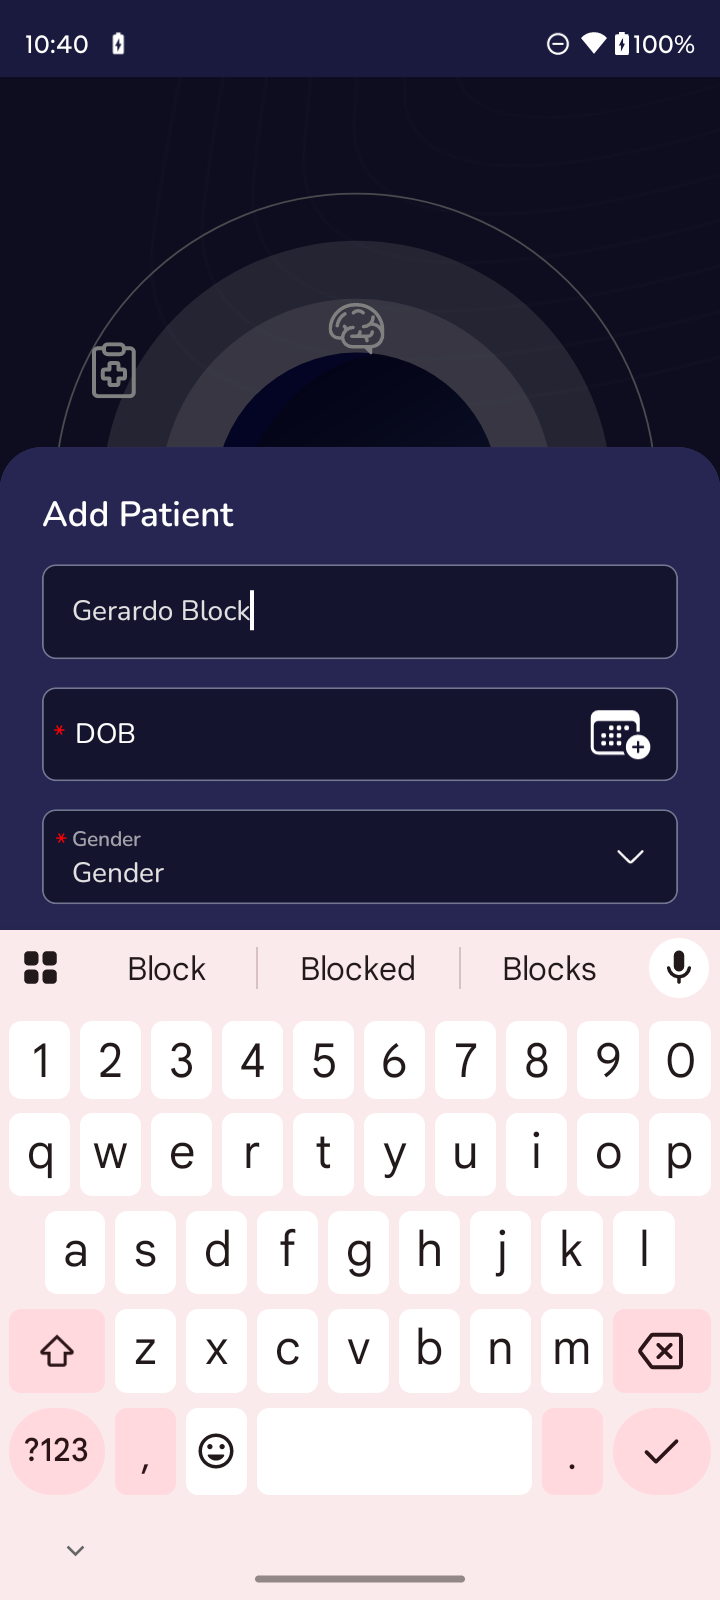 10:40 100%
Add Patient
Gerardo Block
* DOB
* Gender
Gender
Block Blocked Blocks
1 2 3 4 5 6 7 8 9 0
q w e r t y u i o p
a s d f g h j k l
z x c v b n m
?123 , .